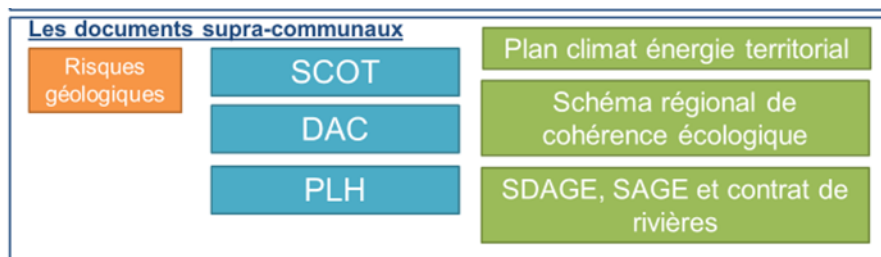 Les documents supra-communaux
Risques
géologiques
SCOT
DAC
PLH
Plan climat énergie territorial
Schéma régional de
cohérence écologique
SDAGE, SAGE et contrat de
rivières